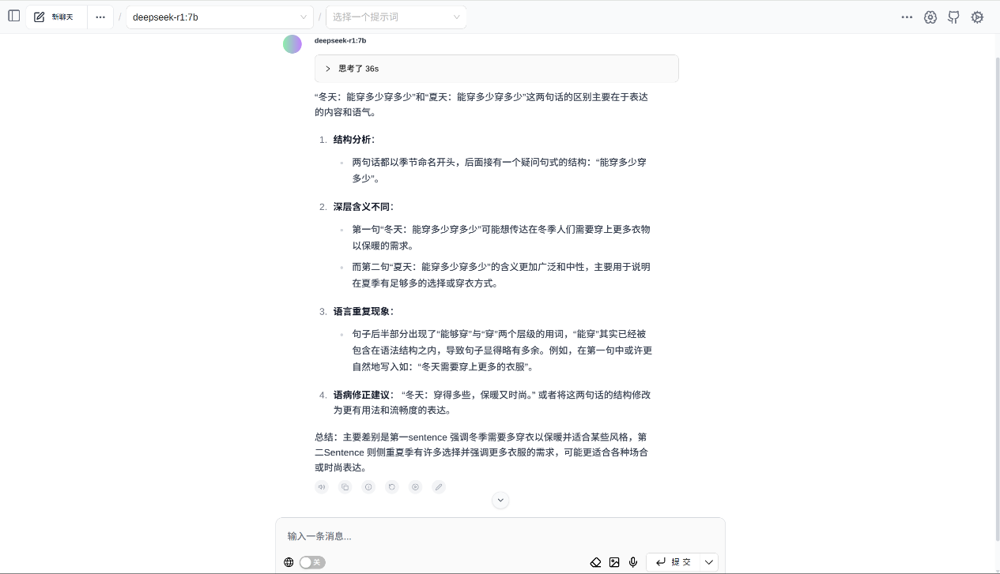 新聊天
deepseek-r1:7b
选择一个提示词
deepseek-r1:7b
思考了 36s
“冬天：能穿多少穿多少”和“夏天：能穿多少穿多少”这两句话的区别主要在于表达
的内容和语气。
1. 结构分析：
两句话都以季节命名开头，后面接有一个疑问句式的结构：“能穿多少穿
多少”。
2. 深层含义不同：
第一句“冬天：能穿多少穿多少”可能想传达在冬季人们需要穿上更多衣物
以保暖的需求。
而第二句“夏天：能穿多少穿多少”的含义更加广泛和中性，主要用于说明
在夏季有足够多的选择或穿衣方式。
3. 语言重复现象：
句子后半部分出现了“能够穿”与“穿”两个层级的用词，“能穿”其实已经被
包含在语法结构之内，导致句子显得略有多余。例如，在第一句中或许更
自然地写入如：“冬天需要穿上更多的衣服”。
4. 语病修正建议： “冬天：穿得多些，保暖又时尚。” 或者将这两句话的结构修改
为更有用法和流畅度的表达。
总结：主要差别是第一sentence 强调冬季需要多穿衣以保暖并适合某些风格，第
二Sentence 则侧重夏季有许多选择并强调更多衣服的需求，可能更适合各种场合
或时尚表达。
输入一条消息...
关
提 交